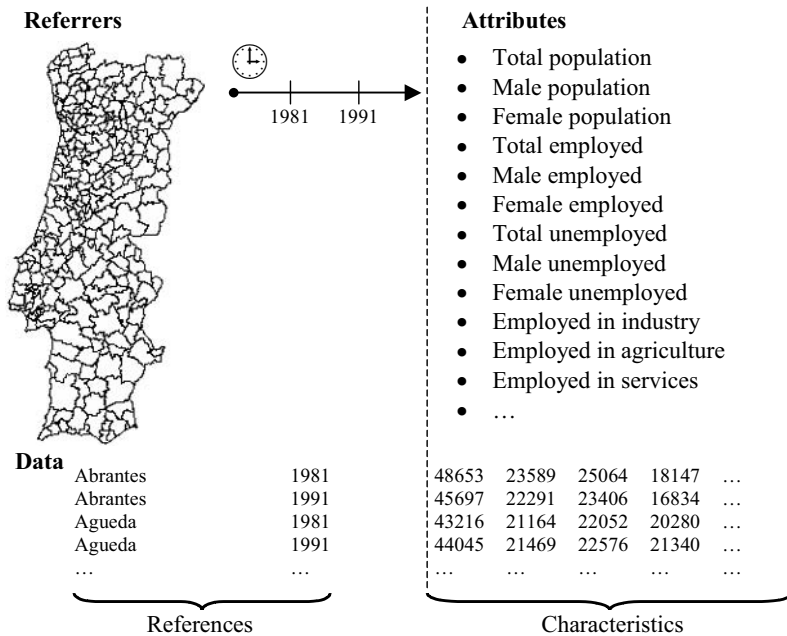 Referrers
Attributes
1981 1991
• Total population
• Male population
• Female population
• Total employed
• Male employed
• Female employed
• Total unemployed
• Male unemployed
• Female unemployed
• Employed in industry
• Employed in agriculture
• Employed in services
• …
Data
Abrantes 1981 48653 23589 25064 18147 …
Abrantes 1991 45697 22291 23406 16834 …
Agueda 1981 43216 21164 22052 20280 …
Agueda 1991 44045 21469 22576 21340 …
… … … … … … …
References
Characteristics